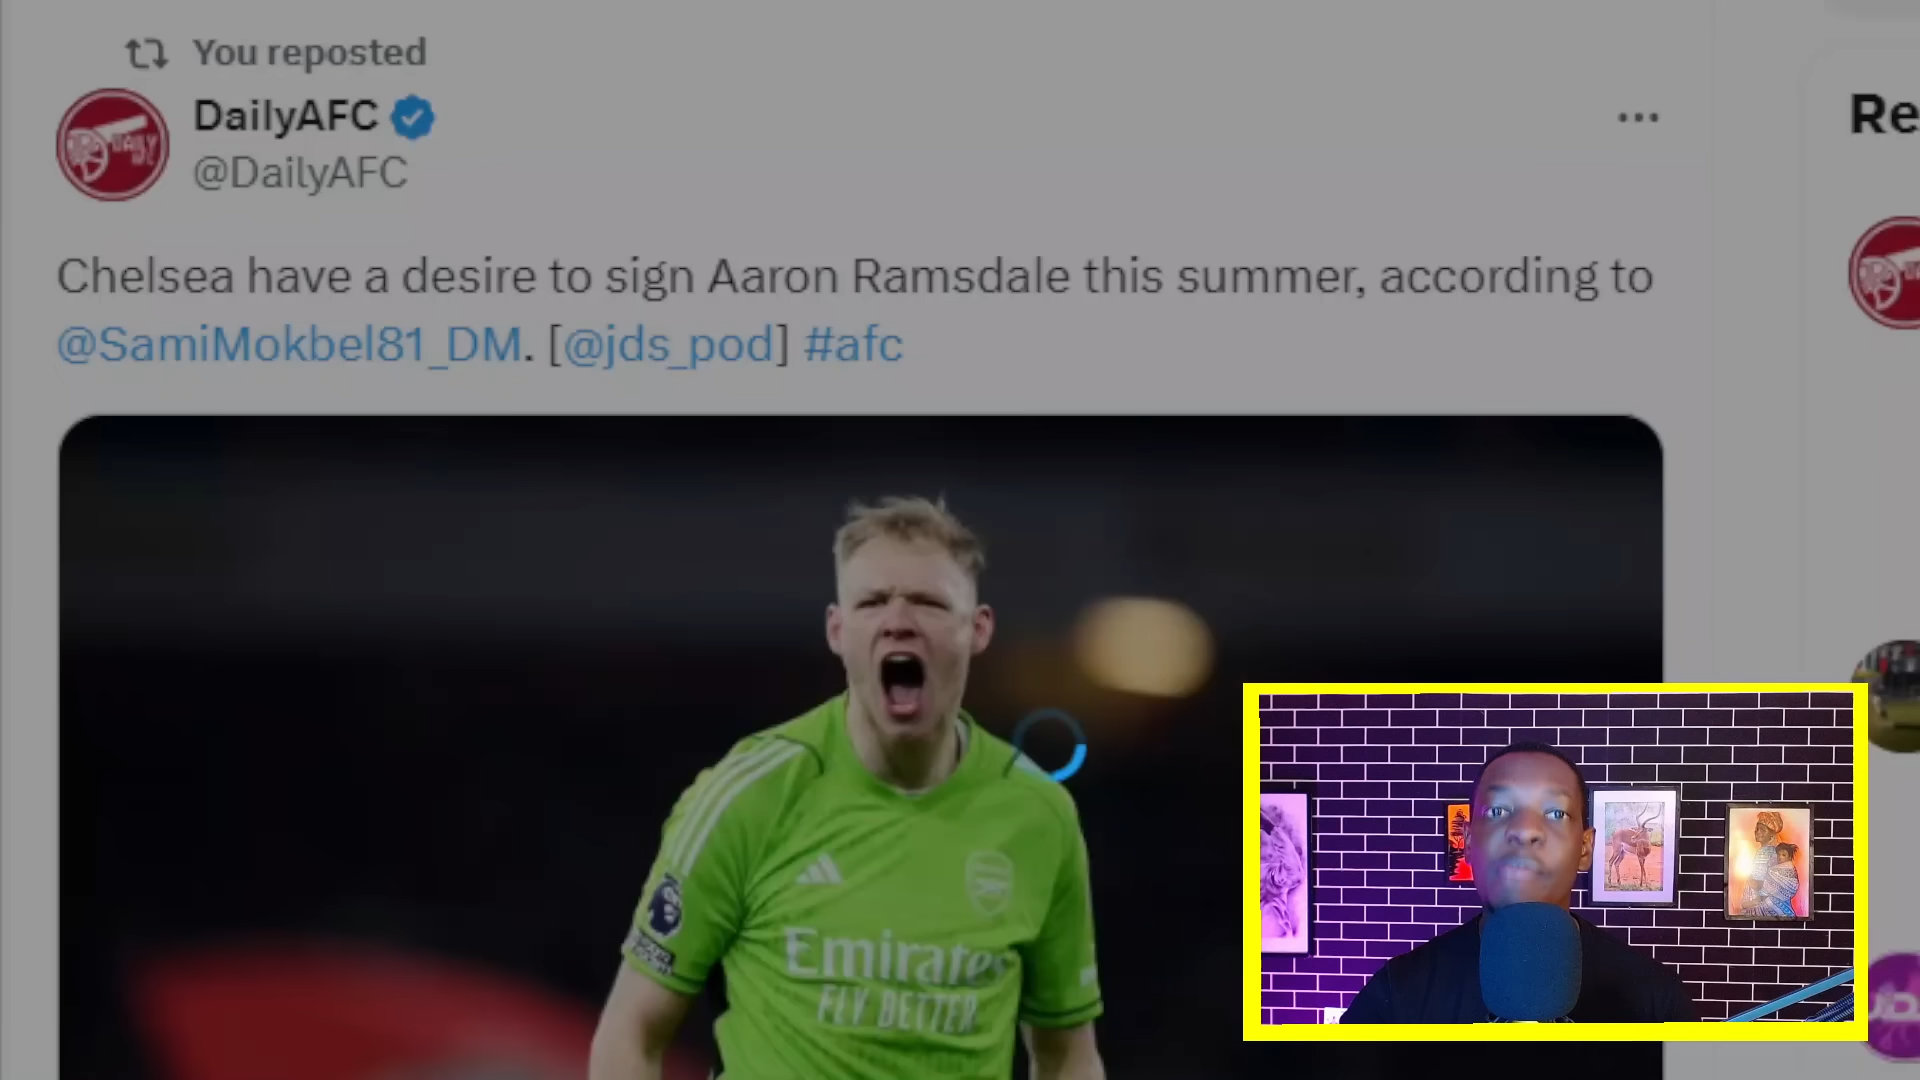 You reposted
DailyAFC
@DailyAFC
Re
Chelsea have a desire to sign Aaron Ramsdale this summer, according to
@SamiMokbel81_DM. [@jds_pod] #afc
Emirates
FLY BETTER